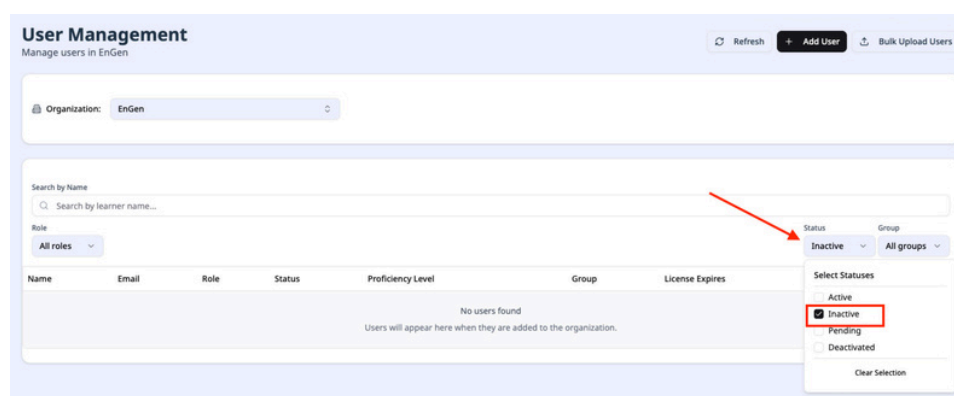 User Management
Manage users in EnGen
Refresh
+ Add User
Bulk Upload Users
Organization: EnGen
Search by Name
Search by learner name...
Role
All roles
Status
Inactive
Group
All groups
Name Email Role Status Proficiency Level Group License Expires
No users found
Users will appear here when they are added to the organization.
Select Statuses
Active
Inactive
Pending
Deactivated
Clear Selection